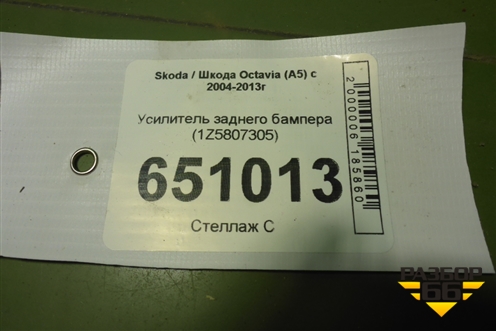 Skoda / Шкода Octavia (A5) с
2004-2013г
Усилитель заднего бампера
(1Z5807305)
651013
Стеллаж С
2000006185860
РАЗБОР
66